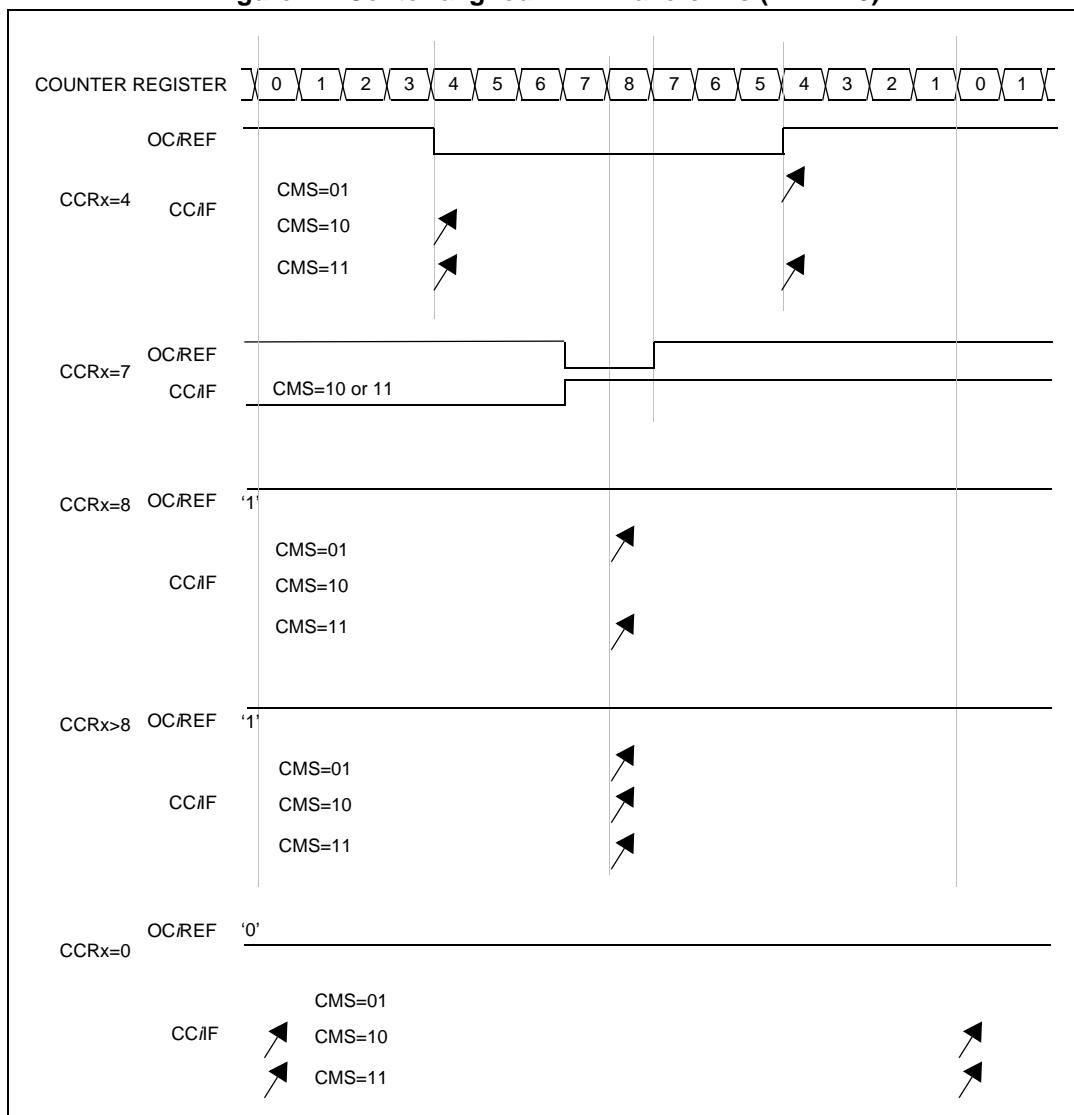 COUNTER REGISTER 0 1 2 3 4 5 6 7 8 7 6 5 4 3 2 1 0 1
OCiREF
CCRx=4 CCiIF
CMS=01
CMS=10
CMS=11
CCRx=7 OCiREF
CCiIF CMS=10 or 11
CCRx=8 OCiREF ‘1’
CCiIF
CMS=01
CMS=10
CMS=11
CCRx>8 OCiREF ‘1’
CCiIF
CMS=01
CMS=10
CMS=11
CCRx=0 OCiREF ‘0’
CCiIF
CMS=01
CMS=10
CMS=11